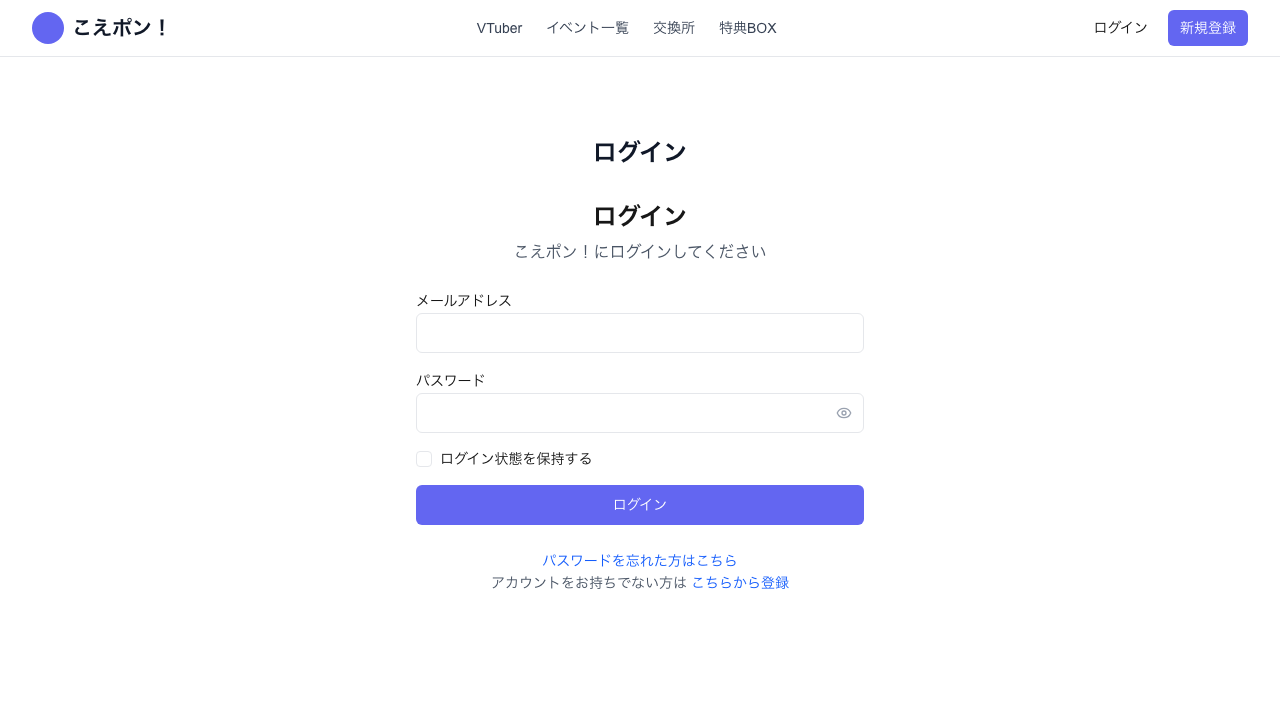 こえポン！
VTuber イベント一覧 交換所 特典BOX
ログイン 新規登録
ログイン
ログイン
こえポン！にログインしてください
メールアドレス
パスワード
ログイン状態を保持する
ログイン
パスワードを忘れた方はこちら
アカウントをお持ちでない方は こちらから登録